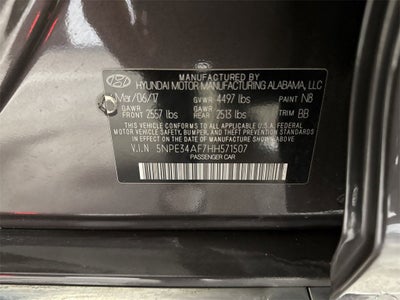 MANUFACTURED BY
HYUNDAI MOTOR MANUFACTURING ALABAMA, LLC
Mar/06/17 GVWR 4497 lbs PAINT NB
GAWR FRONT 2557 lbs GAWR REAR 2513 lbs TRIM BB
THIS VEHICLE CONFORMS TO ALL APPLICABLE U.S.A. FEDERAL
MOTOR VEHICLE SAFETY, BUMPER, AND THEFT PREVENTION
STANDARDS IN EFFECT ON THE DATE OF MANUFACTURE
SHOWN ABOVE.
V.I.N 5NPE34AF7HH571507
PASSENGER CAR